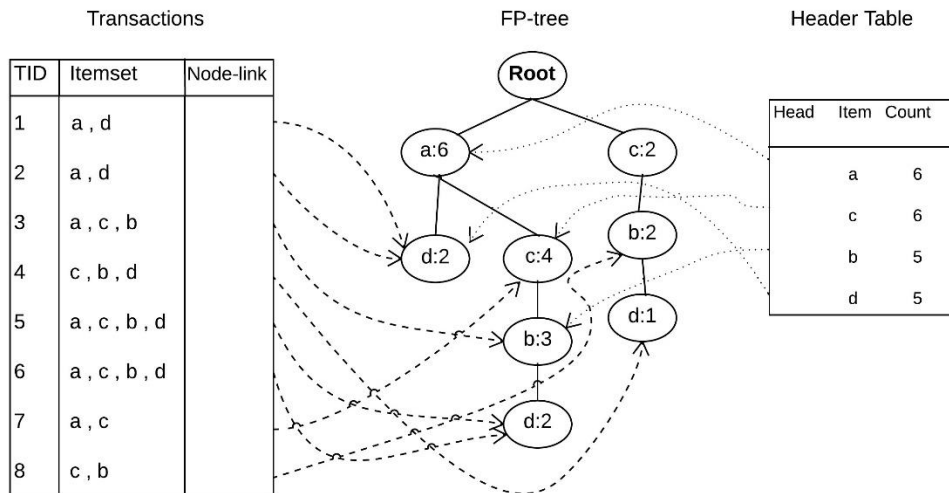 Transactions FP-tree Header Table
TID Itemset Node-link
1 a , d
2 a , d
3 a , c , b
4 c , b , d
5 a , c , b , d
6 a , c , b , d
7 a , c
8 c , b
Root
a:6 c:2
d:2 c:4 b:2
b:3 d:1
d:2
Head Item Count
a 6
c 6
b 5
d 5